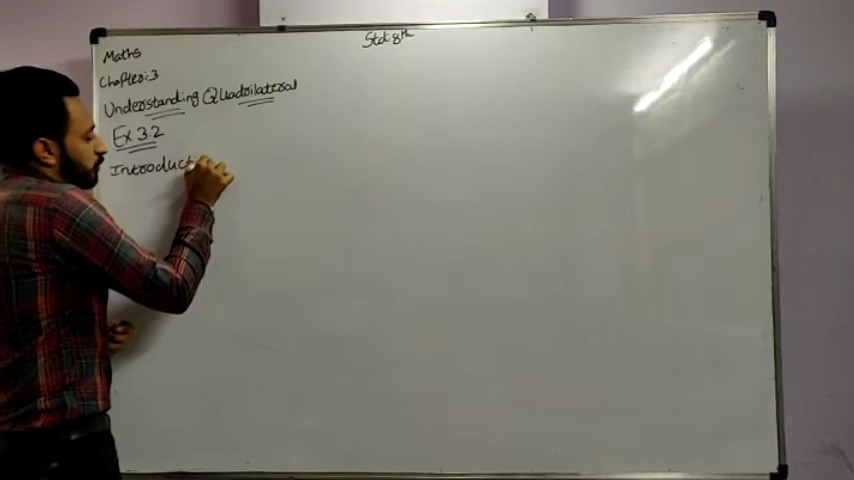 Std:8th
Maths
Chapter:3
Understanding Quadrilateral
Ex 3.2
Introduct